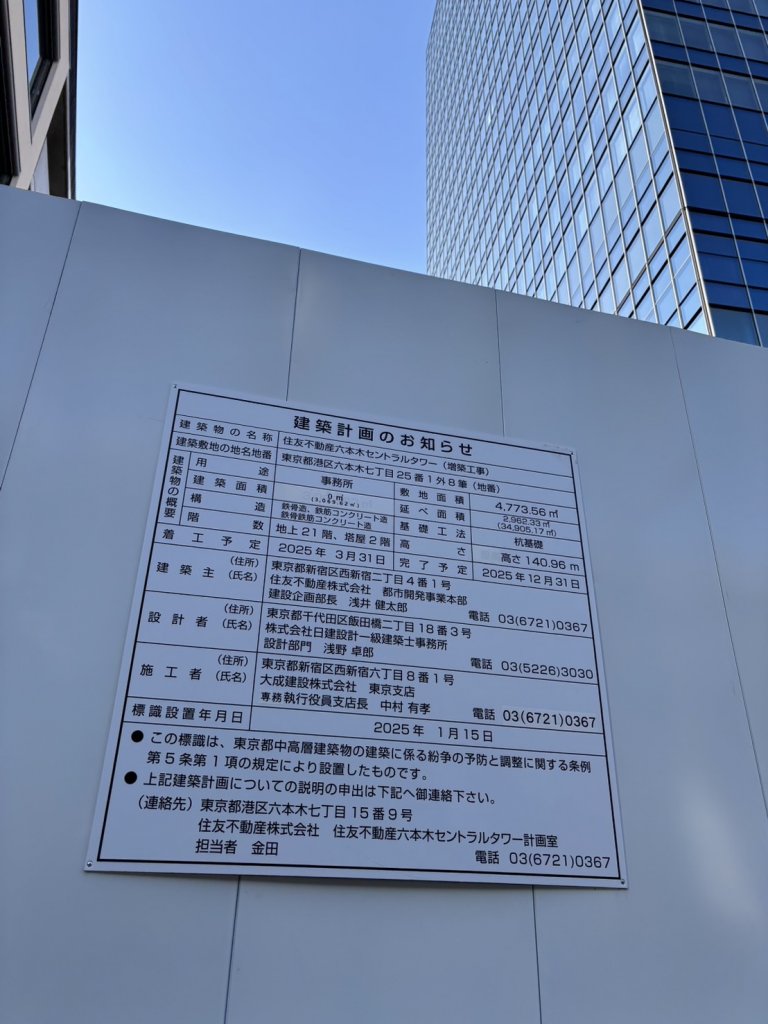 建築計画のお知らせ
建築物の名称 住友不動産六本木セントラルタワー（増築工事）
建築敷地の地名地番 東京都港区六本木七丁目25番1外8筆（地番）
建築物の概要
用途 事務所 敷地面積 4,773.56㎡
建築面積 0㎡ 延べ面積 2,962.33㎡
(34,905.17㎡)
構造 鉄骨造、鉄筋コンクリート造 基礎工法 杭基礎
鉄骨鉄筋コンクリート造
階数 地上21階、塔屋2階 高さ 高さ140.96m
着工予定 2025年 3月31日 完了予定 2025年12月31日
建築主 （住所） 東京都新宿区西新宿二丁目4番1号
（氏名） 住友不動産株式会社 都市開発事業本部
建設企画部長 浅井 健太郎 電話 03(6721)0367
設計者 （住所） 東京都千代田区飯田橋二丁目18番3号
（氏名） 株式会社日建設計一級建築士事務所
設計部門 浅野 卓郎 電話 03(5226)3030
施工者 （住所） 東京都新宿区西新宿六丁目8番1号
（氏名） 大成建設株式会社 東京支店
専務執行役員支店長 中村 有孝 電話 03(6721)0367
標識設置年月日 2025年 1月15日
● この標識は、東京都中高層建築物の建築に係る紛争の予防と調整に関する条例
第5条第1項の規定により設置したものです。
● 上記建築計画についての説明の申出は下記へ御連絡下さい。
（連絡先）東京都港区六本木七丁目15番9号
住友不動産株式会社 住友不動産六本木セントラルタワー計画室
担当者 金田 電話 03(6721)0367